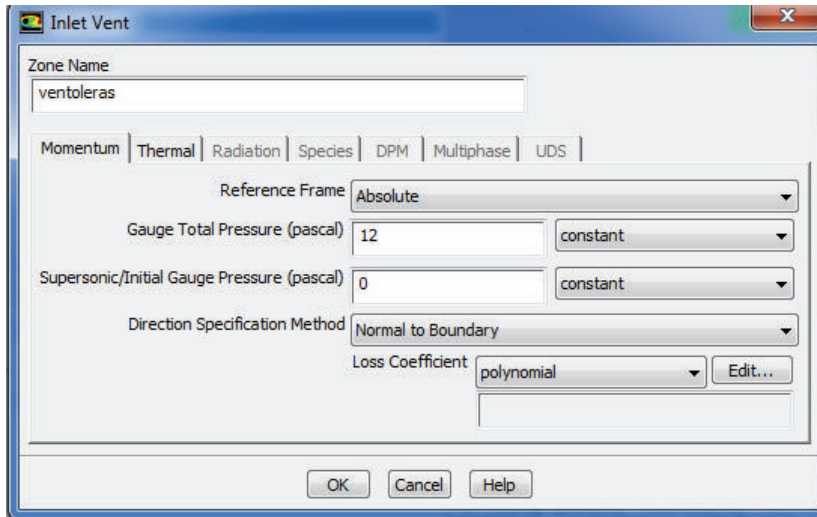 Inlet Vent
Zone Name
ventoleras
Momentum Thermal Radiation Species DPM Multiphase UDS
Reference Frame Absolute
Gauge Total Pressure (pascal) 12 constant
Supersonic/Initial Gauge Pressure (pascal) 0 constant
Direction Specification Method Normal to Boundary
Loss Coefficient polynomial Edit...
OK Cancel Help